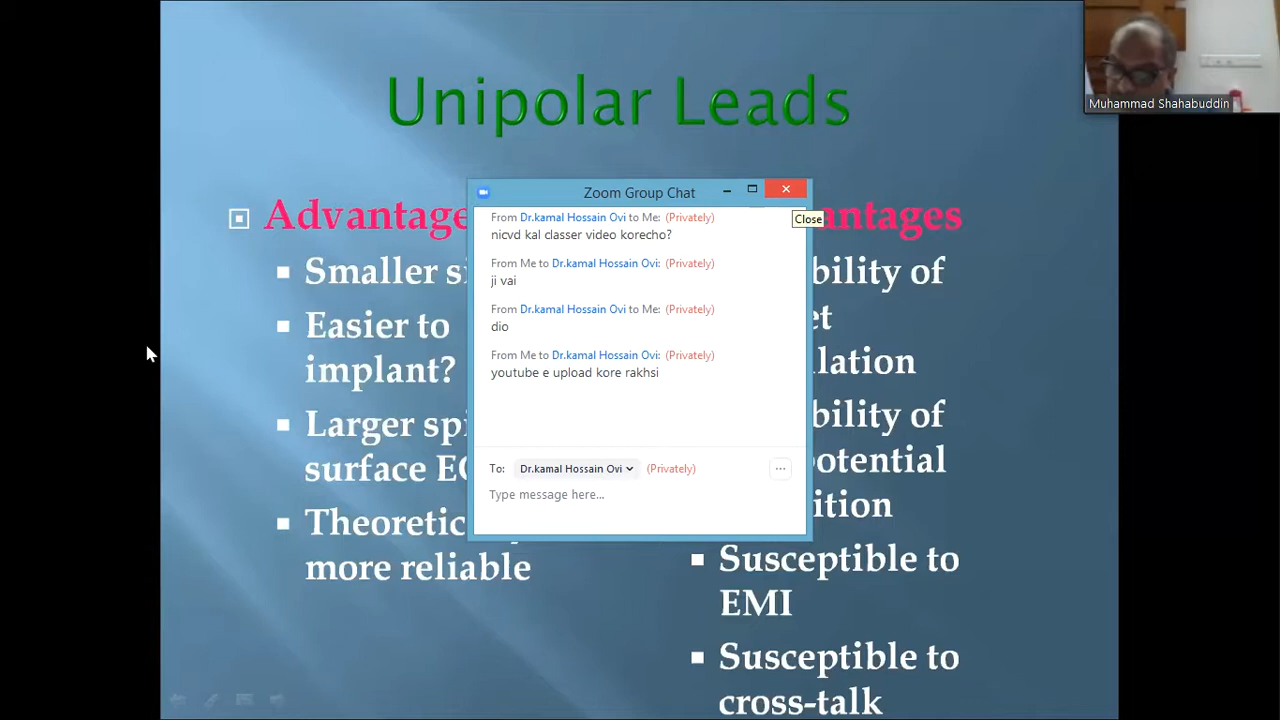 Unipolar Leads
Muhammad Shahabuddin
Advantage
Smaller si
Easier to
implant?
Larger spi
surface EC
Theoretic
more reliable
Zoom Group Chat
Close
From Dr.kamal Hossain Ovi to Me: (Privately)
nicvd kal classer video korecho?
From Me to Dr.kamal Hossain Ovi: (Privately)
ji vai
From Dr.kamal Hossain Ovi to Me: (Privately)
dio
From Me to Dr.kamal Hossain Ovi: (Privately)
youtube e upload kore rakhsi
To: Dr.kamal Hossain Ovi (Privately)
...
Type message here...
antages
bility of
et
lation
bility of
potential
ition
Susceptible to
EMI
Susceptible to
cross-talk